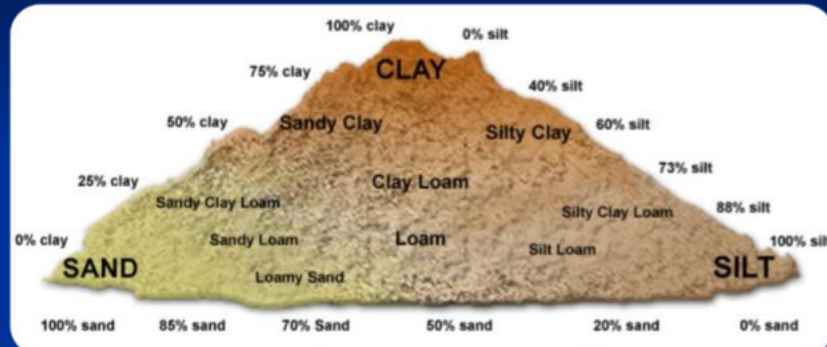 100% clay
0% silt
75% clay
CLAY
40% silt
50% clay
Sandy Clay
Silty Clay
60% silt
73% silt
25% clay
Clay Loam
Sandy Clay Loam
Silty Clay Loam
88% silt
0% clay
Sandy Loam
Loam
Silt Loam
100% silt
SAND
Loamy Sand
SILT
100% sand
85% sand
70% Sand
50% sand
20% sand
0% sand